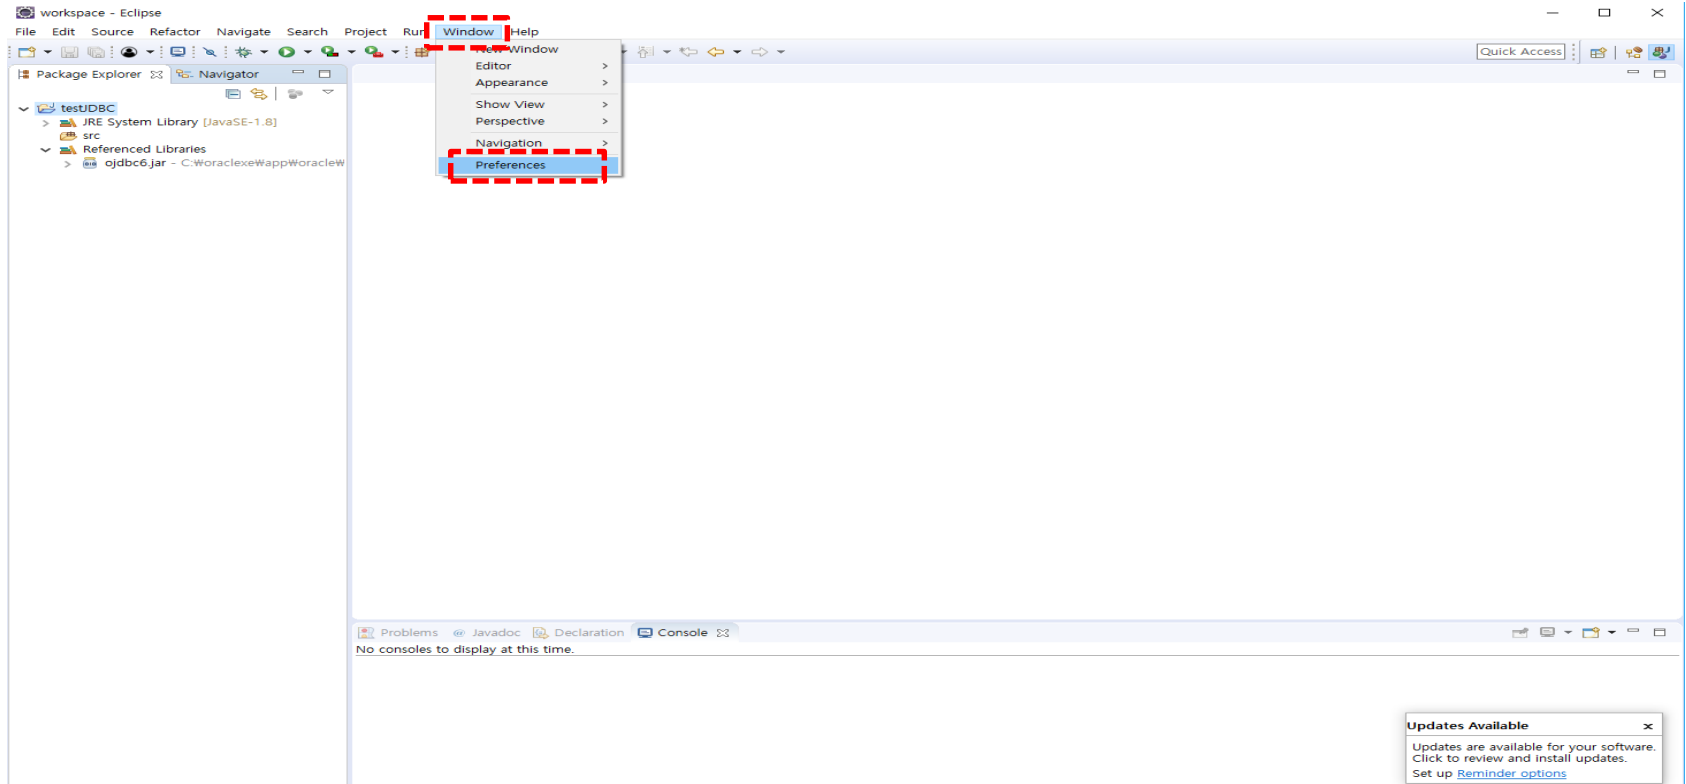 workspace - Eclipse
File Edit Source Refactor Navigate Search Project Run Window Help
Quick Access
Package Explorer Navigator
testJDBC
JRE System Library [JavaSE-1.8]
src
Referenced Libraries
ojdbc6.jar - C:₩oraclexe₩app₩oracle₩
New Window
Editor
Appearance
Show View
Perspective
Navigation
Preferences
Problems @ Javadoc Declaration Console
No consoles to display at this time.
Updates Available
Updates are available for your software.
Click to review and install updates.
Set up Reminder options